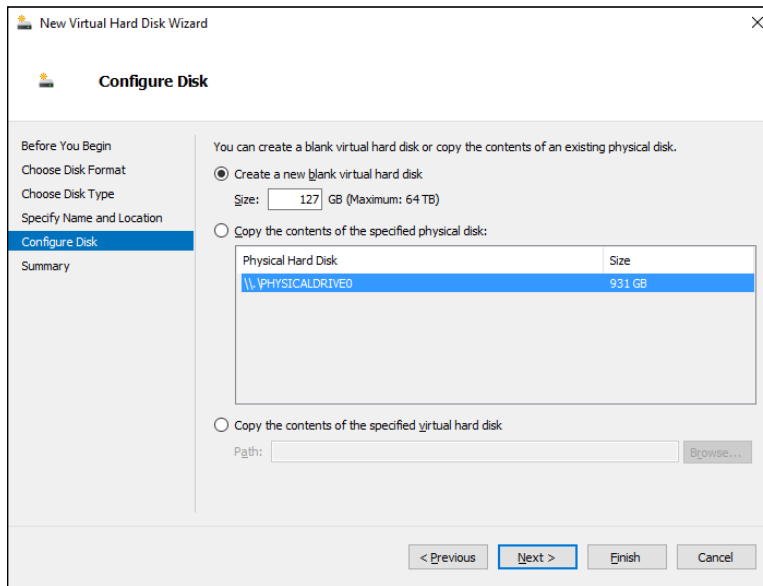 New Virtual Hard Disk Wizard
Configure Disk
Before You Begin
Choose Disk Format
Choose Disk Type
Specify Name and Location
Configure Disk
Summary
You can create a blank virtual hard disk or copy the contents of an existing physical disk.
Create a new blank virtual hard disk
Size: 127 GB (Maximum: 64 TB)
Copy the contents of the specified physical disk:
Physical Hard Disk Size
\\.\PHYSICALDRIVE0 931 GB
Copy the contents of the specified virtual hard disk
Path: Browse...
< Previous Next > Finish Cancel